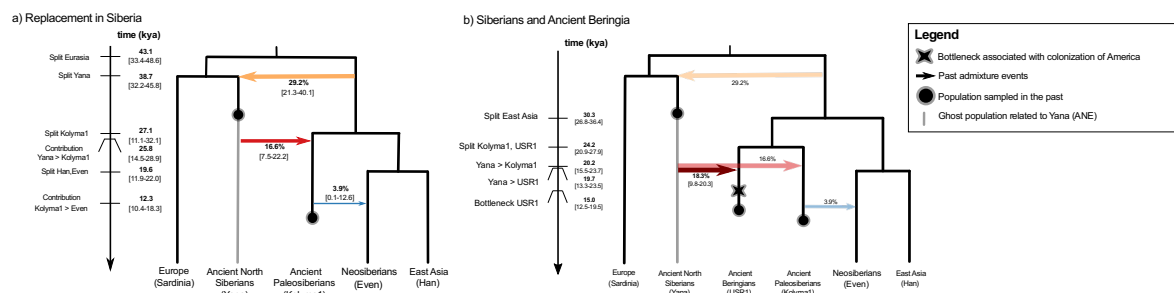 a) Replacement in Siberia
time (kya)
Split Eurasia
43.1
[33.4-48.6]
Split Yana
38.7
[32.2-45.8]
29.2%
[21.3-40.1]
Split Kolyma1
27.1
[11.1-32.1]
Contribution
Yana > Kolyma1
25.8
[14.5-28.9]
16.6%
[7.5-22.2]
Split Han,Even
19.6
[11.9-22.0]
3.9%
[0.1-12.6]
Contribution
Kolyma1 > Even
12.3
[10.4-18.3]
Europe
(Sardinia)
Ancient North
Siberians
Ancient
Paleosiberians
Neosiberians
(Even)
East Asia
(Han)
b) Siberians and Ancient Beringia
time (kya)
29.2%
Split East Asia
30.3
[26.8-36.4]
Split Kolyma1, USR1
24.2
[20.9-27.9]
Yana > Kolyma1
20.2
[15.5-23.7]
16.6%
Yana > USR1
19.7
[13.3-23.5]
18.3%
[9.8-20.3]
Bottleneck USR1
15.0
[12.5-19.5]
3.9%
Europe
(Sardinia)
Ancient North
Siberians
(Yana)
Ancient
Beringians
(USR1)
Ancient
Paleosiberians
(Kolyma1)
Neosiberians
(Even)
East Asia
(Han)
Legend
Bottleneck associated with colonization of America
Past admixture events
Population sampled in the past
Ghost population related to Yana (ANE)